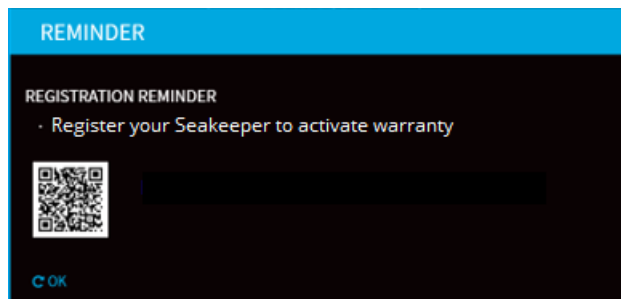 REMINDER
REGISTRATION REMINDER
· Register your Seakeeper to activate warranty
OK